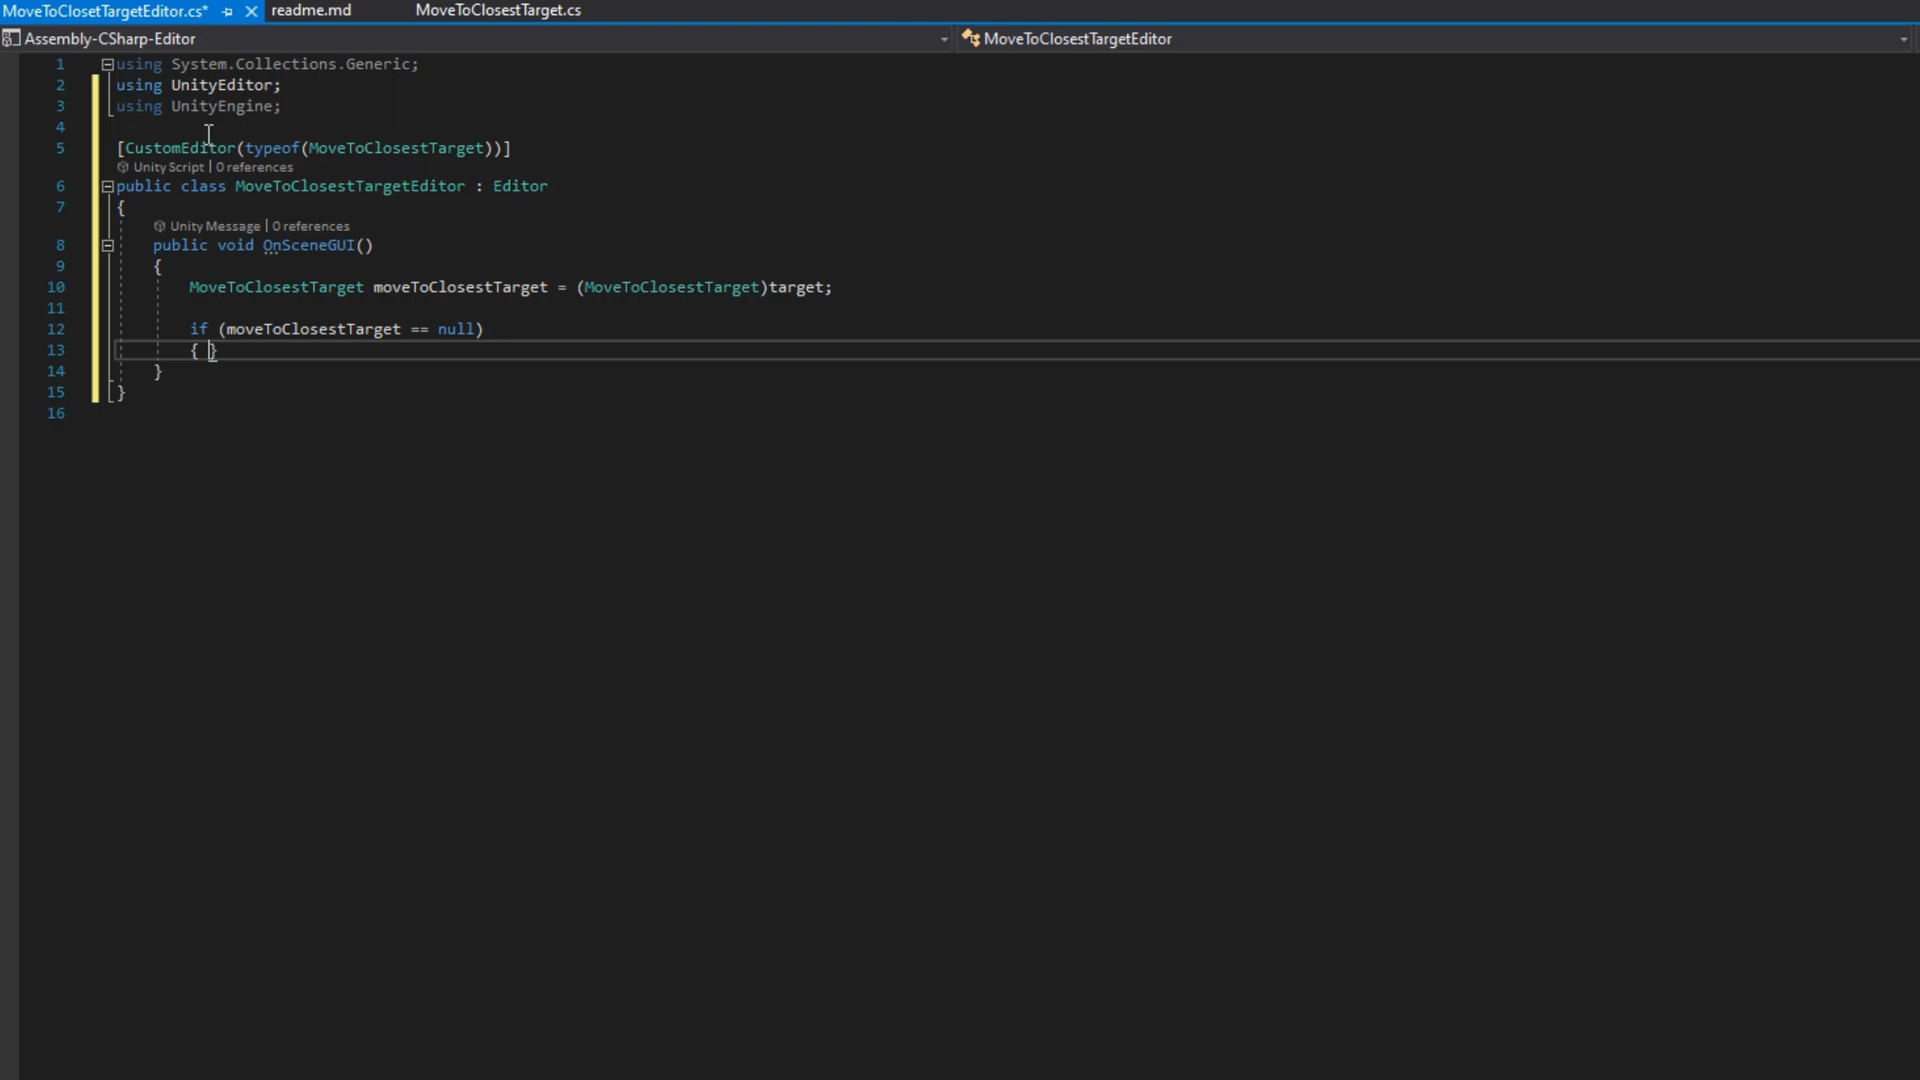 MoveToClosetTargetEditor.cs* readme.md MoveToClosestTarget.cs
Assembly-CSharp-Editor MoveToClosestTargetEditor
1 using System.Collections.Generic;
2 using UnityEditor;
3 using UnityEngine;
4
5 [CustomEditor(typeof(MoveToClosestTarget))]
Unity Script | 0 references
6 public class MoveToClosestTargetEditor : Editor
7 {
Unity Message | 0 references
8 public void OnSceneGUI()
9 {
10 MoveToClosestTarget moveToClosestTarget = (MoveToClosestTarget)target;
11
12 if (moveToClosestTarget == null)
13 { }
14 }
15 }
16